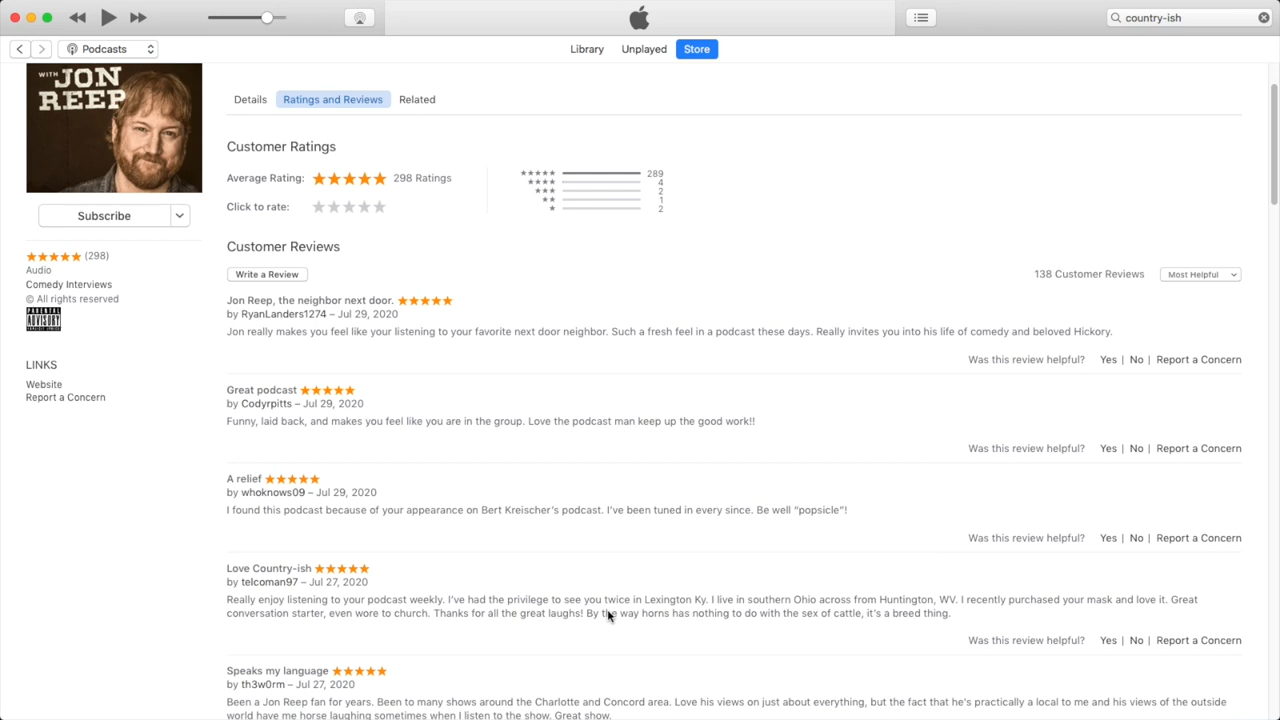 country-ish
Podcasts
Library
Unplayed
Store
WITH JON
REEP
Details
Ratings and Reviews
Related
Customer Ratings
Average Rating: ★★★★★ 298 Ratings
★★★★★ 289
★★★★ 4
★★★ 2
★★ 1
★ 2
Click to rate: ★★★★★
Subscribe
★★★★★ (298)
Audio
Comedy Interviews
© All rights reserved
PARENTAL
ADVISORY
EXPLICIT LYRICS
LINKS
Website
Report a Concern
Customer Reviews
Write a Review
138 Customer Reviews
Most Helpful
Jon Reep, the neighbor next door. ★★★★★
by RyanLanders1274 – Jul 29, 2020
Jon really makes you feel like your listening to your favorite next door neighbor. Such a fresh feel in a podcast these days. Really invites you into his life of comedy and beloved Hickory.
Was this review helpful? Yes | No | Report a Concern
Great podcast ★★★★★
by Codyrpitts – Jul 29, 2020
Funny, laid back, and makes you feel like you are in the group. Love the podcast man keep up the good work!!
Was this review helpful? Yes | No | Report a Concern
A relief ★★★★★
by whoknows09 – Jul 29, 2020
I found this podcast because of your appearance on Bert Kreischer's podcast. I've been tuned in every since. Be well “popsicle”!
Was this review helpful? Yes | No | Report a Concern
Love Country-ish ★★★★★
by telcoman97 – Jul 27, 2020
Really enjoy listening to your podcast weekly. I've had the privilege to see you twice in Lexington Ky. I live in southern Ohio across from Huntington, WV. I recently purchased your mask and love it. Great
conversation starter, even wore to church. Thanks for all the great laughs! By the way horns has nothing to do with the sex of cattle, it's a breed thing.
Was this review helpful? Yes | No | Report a Concern
Speaks my language ★★★★★
by th3w0rm – Jul 27, 2020
Been a Jon Reep fan for years. Been to many shows around the Charlotte and Concord area. Love his views on just about everything, but the fact that he's practically a local to me and his views of the outside
world have me horse laughing sometimes when I listen to the show. Great show.